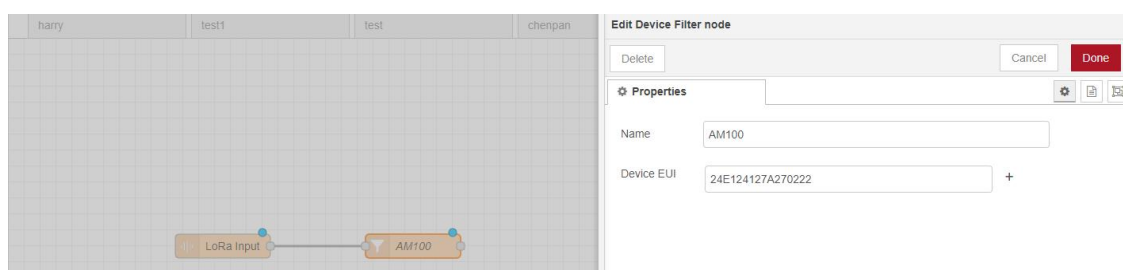 harry
test1
test
chenpan
Edit Device Filter node
Delete
Cancel
Done
Properties
Name
AM100
Device EUI
24E124127A270222
+
LoRa Input
AM100